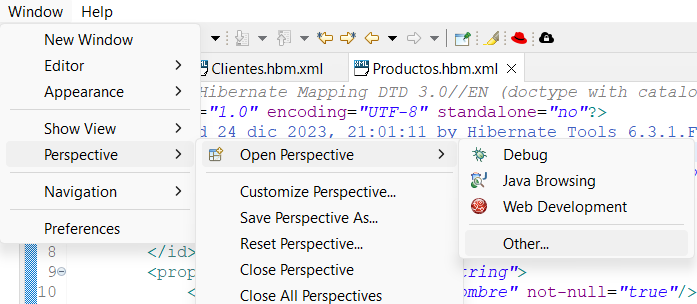 Window Help
New Window
Editor
Appearance
Show View
Perspective
Navigation
Preferences
Open Perspective
Customize Perspective...
Save Perspective As...
Reset Perspective...
Close Perspective
Close All Perspectives
Debug
Java Browsing
Web Development
Other...
Clientes.hbm.xml Productos.hbm.xml
Hibernate Mapping DTD 3.0//EN (doctype with catalo
="1.0" encoding="UTF-8" standalone="no"?>
d 24 dic 2023, 21:01:11 by Hibernate Tools 6.3.1.F
8 </id>
9 <prop ring">
10 < ombre" not-null="true"/>